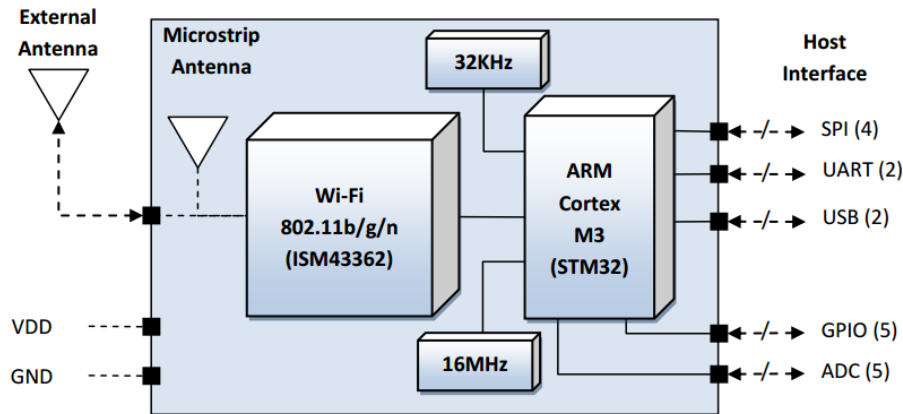 External
Antenna
Microstrip
Antenna
32KHz
Host
Interface
Wi-Fi
802.11b/g/n
(ISM43362)
ARM
Cortex
M3
(STM32)
SPI (4)
UART (2)
USB (2)
VDD
GND
16MHz
GPIO (5)
ADC (5)